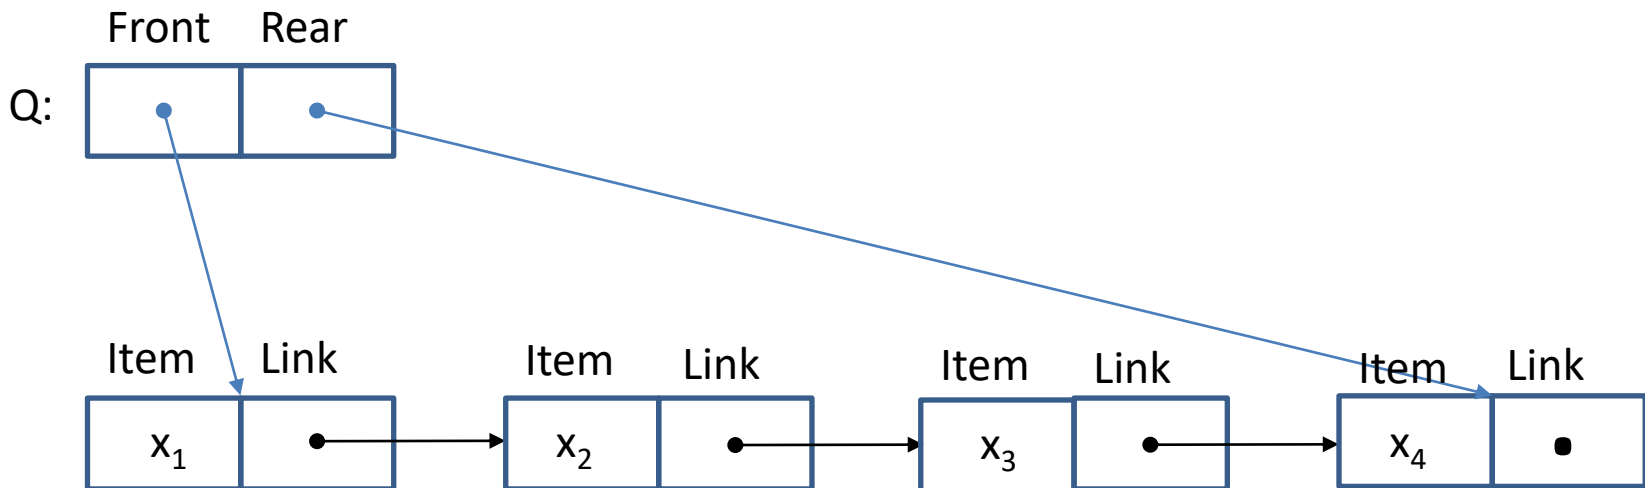 Front Rear
Q:
Item Link Item Link Item Link Item Link
x₁ x₂ x₃ x₄